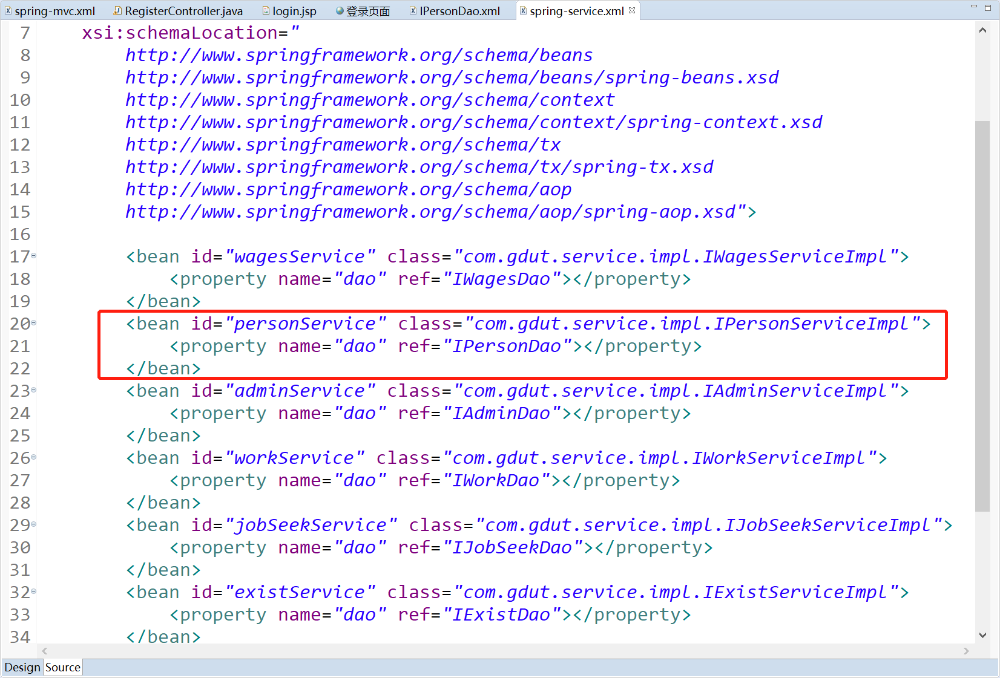 spring-mvc.xml RegisterController.java login.jsp 登录页面 IPersonDao.xml spring-service.xml
7 xsi:schemaLocation="
8 http://www.springframework.org/schema/beans
9 http://www.springframework.org/schema/beans/spring-beans.xsd
10 http://www.springframework.org/schema/context
11 http://www.springframework.org/schema/context/spring-context.xsd
12 http://www.springframework.org/schema/tx
13 http://www.springframework.org/schema/tx/spring-tx.xsd
14 http://www.springframework.org/schema/aop
15 http://www.springframework.org/schema/aop/spring-aop.xsd">
16
17 <bean id="wagesService" class="com.gdut.service.impl.IWagesServiceImpl">
18 <property name="dao" ref="IWagesDao"></property>
19 </bean>
20 <bean id="personService" class="com.gdut.service.impl.IPersonServiceImpl">
21 <property name="dao" ref="IPersonDao"></property>
22 </bean>
23 <bean id="adminService" class="com.gdut.service.impl.IAdminServiceImpl">
24 <property name="dao" ref="IAdminDao"></property>
25 </bean>
26 <bean id="workService" class="com.gdut.service.impl.IWorkServiceImpl">
27 <property name="dao" ref="IWorkDao"></property>
28 </bean>
29 <bean id="jobSeekService" class="com.gdut.service.impl.IJobSeekServiceImpl">
30 <property name="dao" ref="IJobSeekDao"></property>
31 </bean>
32 <bean id="existService" class="com.gdut.service.impl.IExistServiceImpl">
33 <property name="dao" ref="IExistDao"></property>
34 </bean>
Design Source